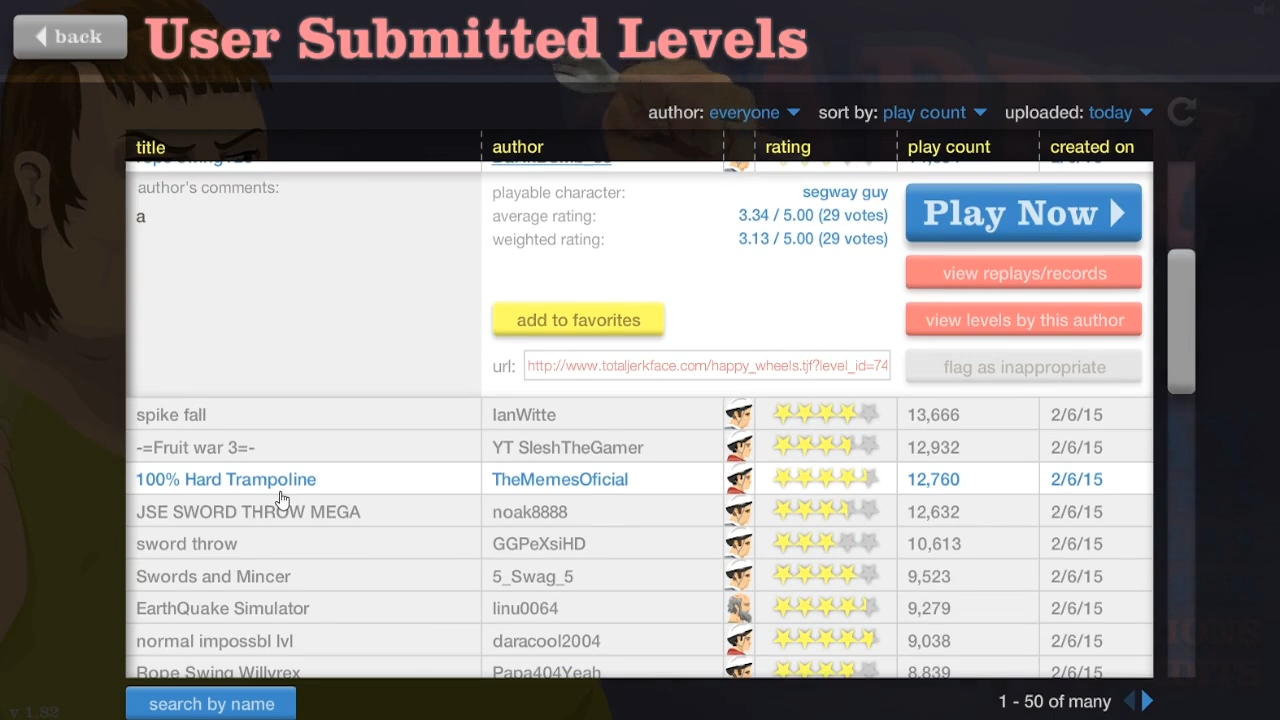 back
User Submitted Levels
author: everyone sort by: play count uploaded: today
title author rating play count created on
author's comments:
a
playable character: segway guy
average rating: 3.34 / 5.00 (29 votes)
weighted rating: 3.13 / 5.00 (29 votes)
Play Now
view replays/records
add to favorites
view levels by this author
url: http://www.totaljerkface.com/happy_wheels.tjf?level_id=74
flag as inappropriate
spike fall IanWitte 13,666 2/6/15
-=Fruit war 3=- YT SleshTheGamer 12,932 2/6/15
100% Hard Trampoline TheMemesOficial 12,760 2/6/15
JSE SWORD THROW MEGA noak8888 12,632 2/6/15
sword throw GGPeXsiHD 10,613 2/6/15
Swords and Mincer 5_Swag_5 9,523 2/6/15
EarthQuake Simulator linu0064 9,279 2/6/15
normal impossbl lvl daracool2004 9,038 2/6/15
Rope Swing Willyrex Papa404Yeah 8,839 2/6/15
search by name
1 - 50 of many
v 1.82